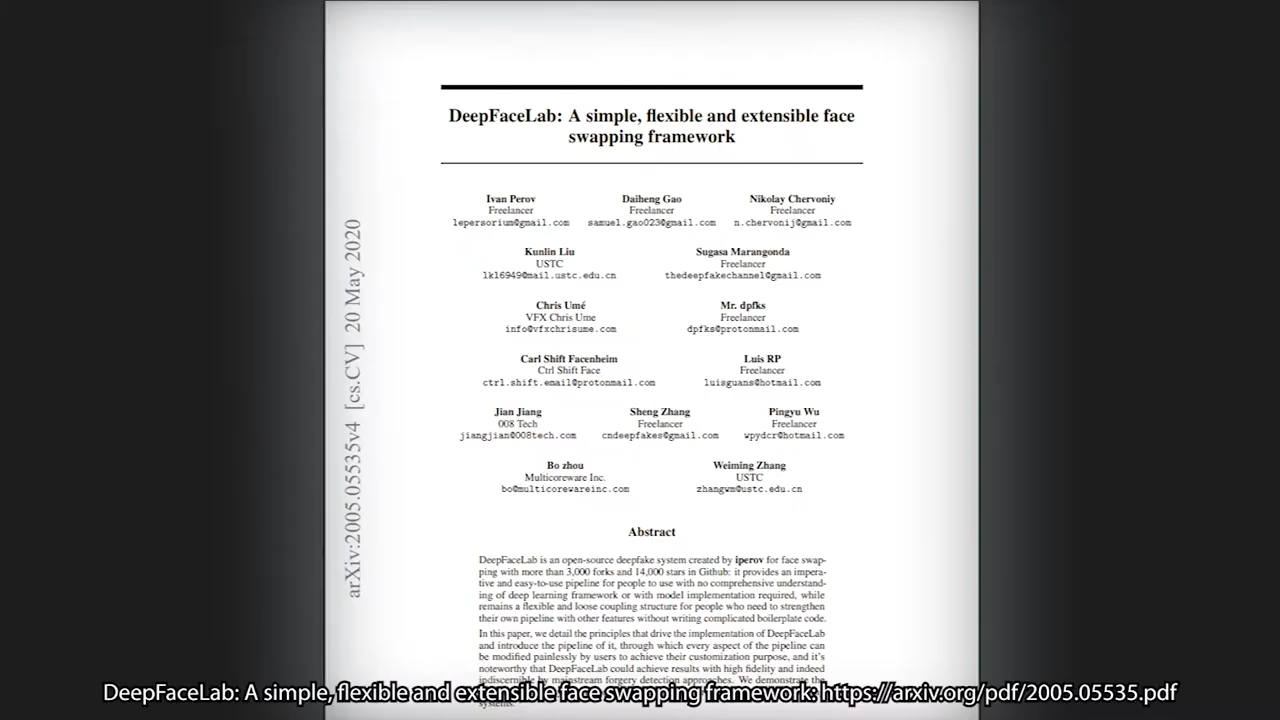 DeepFaceLab: A simple, flexible and extensible face
swapping framework
Ivan Perov
Freelancer
lepersorium@gmail.com
Daiheng Gao
Freelancer
samuel.gao023@gmail.com
Nikolay Chervoniy
Freelancer
n.chervonij@gmail.com
Kunlin Liu
USTC
lk16949@mail.ustc.edu.cn
Sugasa Marangonda
Freelancer
thedeepfakechannel@gmail.com
Chris Umé
VFX Chris Ume
info@vfxchrisume.com
Mr. dpfks
Freelancer
dpfks@protonmail.com
Carl Shift Facenheim
Ctrl Shift Face
ctrl.shift.email@protonmail.com
Luis RP
Freelancer
luisguans@hotmail.com
Jian Jiang
008 Tech
jiangjian@008tech.com
Sheng Zhang
Freelancer
cndeepfakes@gmail.com
Pingyu Wu
Freelancer
wpydcr@hotmail.com
Bo zhou
Multicoreware Inc.
bo@multicorewareinc.com
Weiming Zhang
USTC
zhangwm@ustc.edu.cn
arXiv:2005.05535v4 [cs.CV] 20 May 2020
Abstract
DeepFaceLab is an open-source deepfake system created by iperov for face swap-
ping with more than 3,000 forks and 14,000 stars in Github: it provides an impera-
tive and easy-to-use pipeline for people to use with no comprehensive understand-
ing of deep learning framework or with model implementation required, while
remains a flexible and loose coupling structure for people who need to strengthen
their own pipeline with other features without writing complicated boilerplate code.
In this paper, we detail the principles that drive the implementation of DeepFaceLab
and introduce the pipeline of it, through which every aspect of the pipeline can
be modified painlessly by users to achieve their customization purpose, and it's
noteworthy that DeepFaceLab could achieve results with high fidelity and indeed
indiscernible by mainstream forgery detection approaches. We demonstrate the
systems.
DeepFaceLab: A simple, flexible and extensible face swapping framework: https://arxiv.org/pdf/2005.05535.pdf